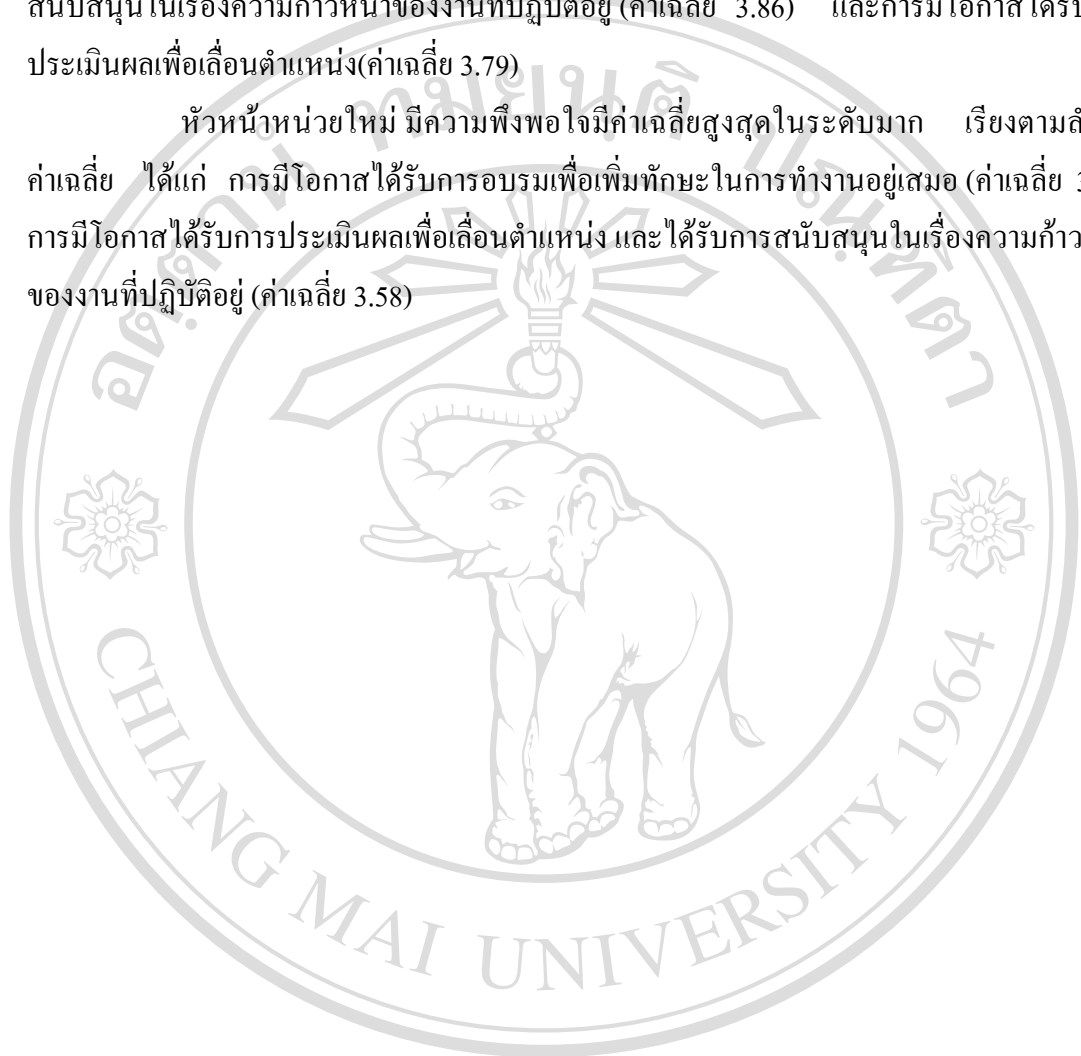 สนับสนุนในเรื่องความก้าวหน้าของงานที่ปฏิบัติอยู่ (ค่าเฉลี่ย 3.86) และการมีโอกาสได้รับ
ประเมินผลเพื่อเลื่อนตำแหน่ง(ค่าเฉลี่ย 3.79)
หัวหน้าหน่วยใหม่ มีความพึงพอใจมีค่าเฉลี่ยสูงสุดในระดับมาก เรียงตาม
ค่าเฉลี่ย ได้แก่ การมีโอกาสได้รับการอบรมเพื่อเพิ่มทักษะในการทำงานอยู่เสมอ (ค่าเฉลี่ย
การมีโอกาสได้รับการประเมินผลเพื่อเลื่อนตำแหน่ง และได้รับการสนับสนุนในเรื่องความก้าว
ของงานที่ปฏิบัติอยู่ (ค่าเฉลี่ย 3.58)
อตฺตานํ ทมยนฺติ ปณฺฑิตา
CHIANG MAI UNIVERSITY 1964